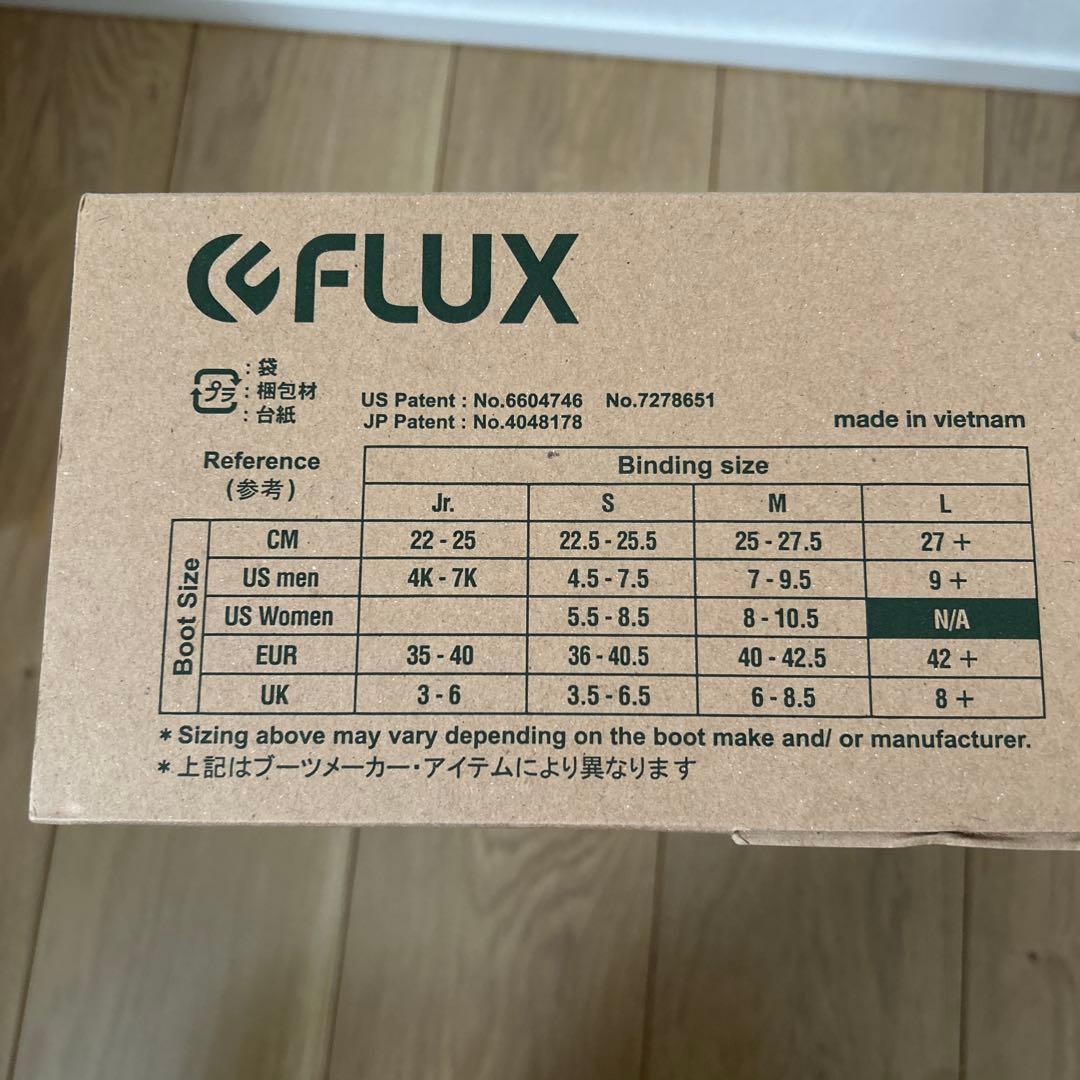 FLUX
プラ : 袋
: 梱包材
: 台紙
US Patent : No.6604746 No.7278651
JP Patent : No.4048178
made in vietnam
Reference
(参考)
Binding size
Jr. S M L
Boot Size
CM 22 - 25 22.5 - 25.5 25 - 27.5 27 +
US men 4K - 7K 4.5 - 7.5 7 - 9.5 9 +
US Women 5.5 - 8.5 8 - 10.5 N/A
EUR 35 - 40 36 - 40.5 40 - 42.5 42 +
UK 3 - 6 3.5 - 6.5 6 - 8.5 8 +
* Sizing above may vary depending on the boot make and/ or manufacturer.
* 上記はブーツメーカー・アイテムにより異なります